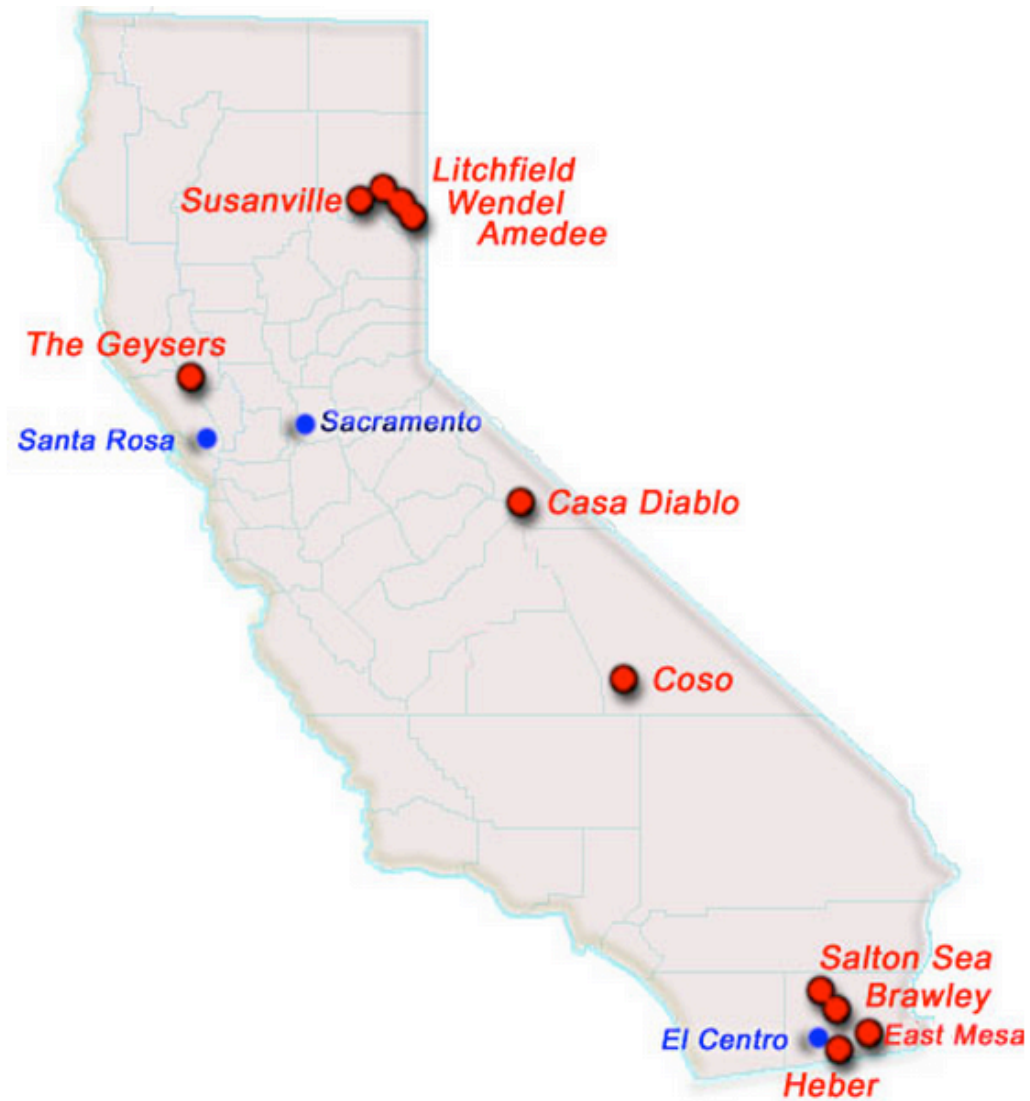 Litchfield
Susanville
Wendel
Amedee
The Geysers
Sacramento
Santa Rosa
Casa Diablo
Coso
Salton Sea
Brawley
East Mesa
El Centro
Heber